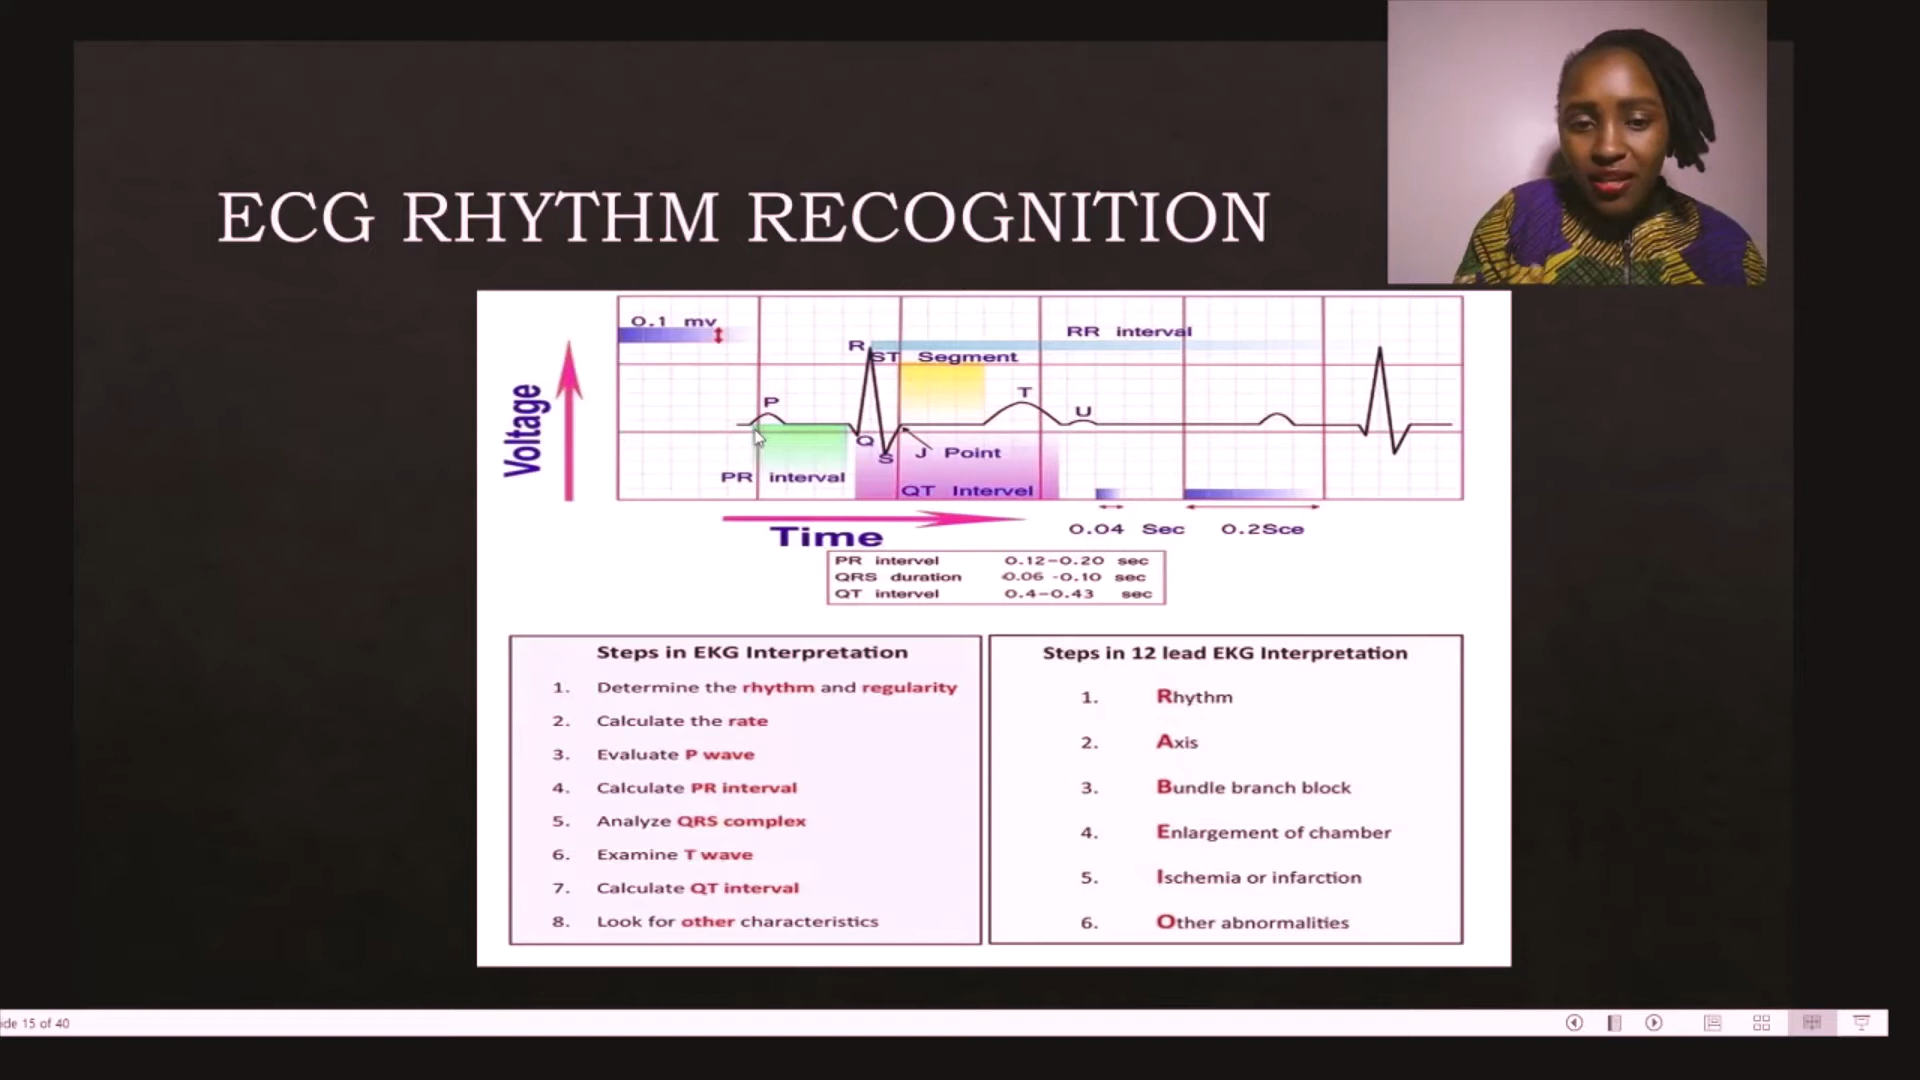 ECG RHYTHM RECOGNITION
0.1 mv
RR interval
R
ST Segment
P
T
U
Q
S
J Point
PR interval
QT Intervel
Voltage
Time
0.04 Sec
0.2Sce
PR intervel 0.12-0.20 sec
QRS duration 0.06 -0.10 sec
QT intervel 0.4-0.43 sec
Steps in EKG Interpretation
1. Determine the rhythm and regularity
2. Calculate the rate
3. Evaluate P wave
4. Calculate PR interval
5. Analyze QRS complex
6. Examine T wave
7. Calculate QT interval
8. Look for other characteristics
Steps in 12 lead EKG Interpretation
1. Rhythm
2. Axis
3. Bundle branch block
4. Enlargement of chamber
5. Ischemia or infarction
6. Other abnormalities
ide 15 of 40